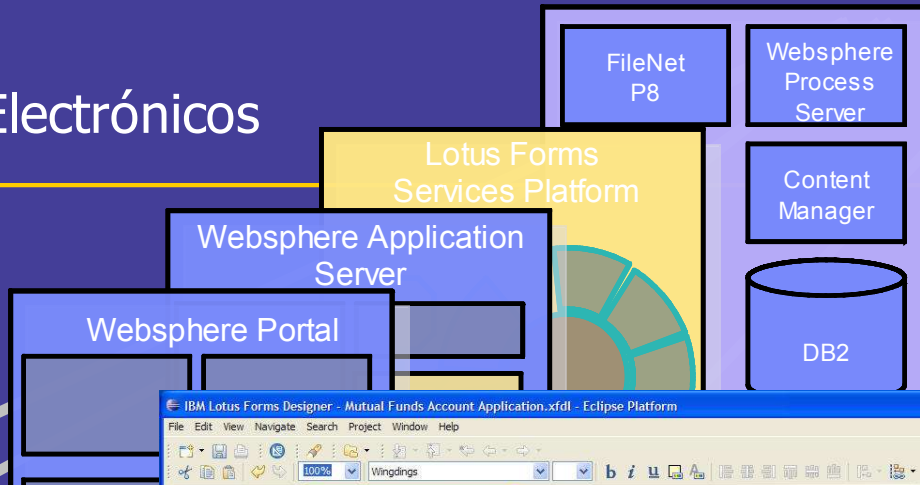 Electrónicos
FileNet
P8
Websphere
Process
Server
Lotus Forms
Services Platform
Content
Manager
Websphere Application
Server
Websphere Portal
DB2
IBM Lotus Forms Designer - Mutual Funds Account Application.xfdl - Eclipse Platform
File Edit View Navigate Search Project Window Help
100% Wingdings b i u